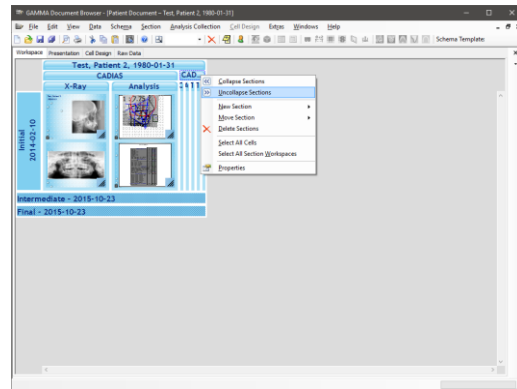 GAMMA Document Browser - [Patient Document - Test, Patient 2, 1980-01-31]
File Edit View Data Schema Section Analysis Collection Cell Design Extras Windows Help
Schema Template:
Workspace Presentation Cell Design Raw Data
Test, Patient 2, 1980-01-31
CADIAS
CAD
X-Ray
Analysis
Initial
2014-02-10
Intermediate - 2015-10-23
Final - 2015-10-23
Collapse Sections
Uncollapse Sections
New Section
Move Section
Delete Sections
Select All Cells
Select All Section Workspaces
Properties